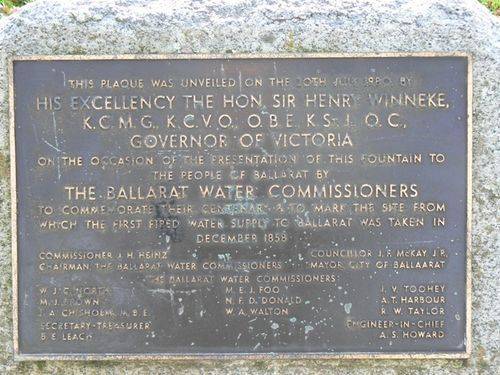 THIS PLAQUE WAS UNVEILED ON THE 20TH JULY 1980 BY
HIS EXCELLENCY THE HON. SIR HENRY WINNEKE,
K.C.M.G., K.C.V.O., O.B.E., K.ST.J., Q.C.,
GOVERNOR OF VICTORIA
ON THE OCCASION OF THE PRESENTATION OF THIS FOUNTAIN TO
THE PEOPLE OF BALLARAT BY
THE BALLARAT WATER COMMISSIONERS
TO COMMEMORATE THEIR CENTENARY & TO MARK THE SITE FROM
WHICH THE FIRST PIPED WATER SUPPLY TO BALLARAT WAS TAKEN IN
DECEMBER 1858
COMMISSIONER J. H. HEINZ COUNCILLOR J. F. McKAY J.P.
CHAIRMAN THE BALLARAT WATER COMMISSIONERS MAYOR CITY OF BALLAARAT
THE BALLARAT WATER COMMISSIONERS:
W. J. C. NORTH M. E. J. FOO J. V. TOOHEY
M. J. BROWN N. F. D. DONALD A. T. HARBOUR
J. A. CHISHOLM, M.B.E. W. A. WALTON R. W. TAYLOR
SECRETARY-TREASURER ENGINEER-IN-CHIEF
B. E. LEACH A. S. HOWARD